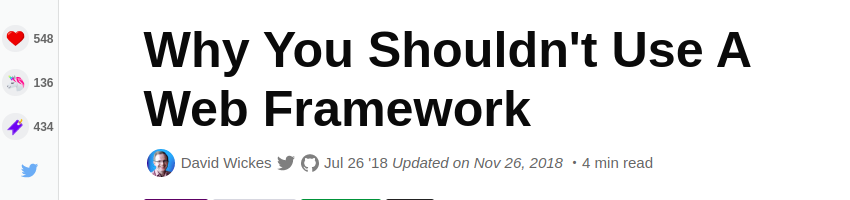 548
136
434
Why You Shouldn't Use A
Web Framework
David Wickes Jul 26 '18 Updated on Nov 26, 2018 • 4 min read